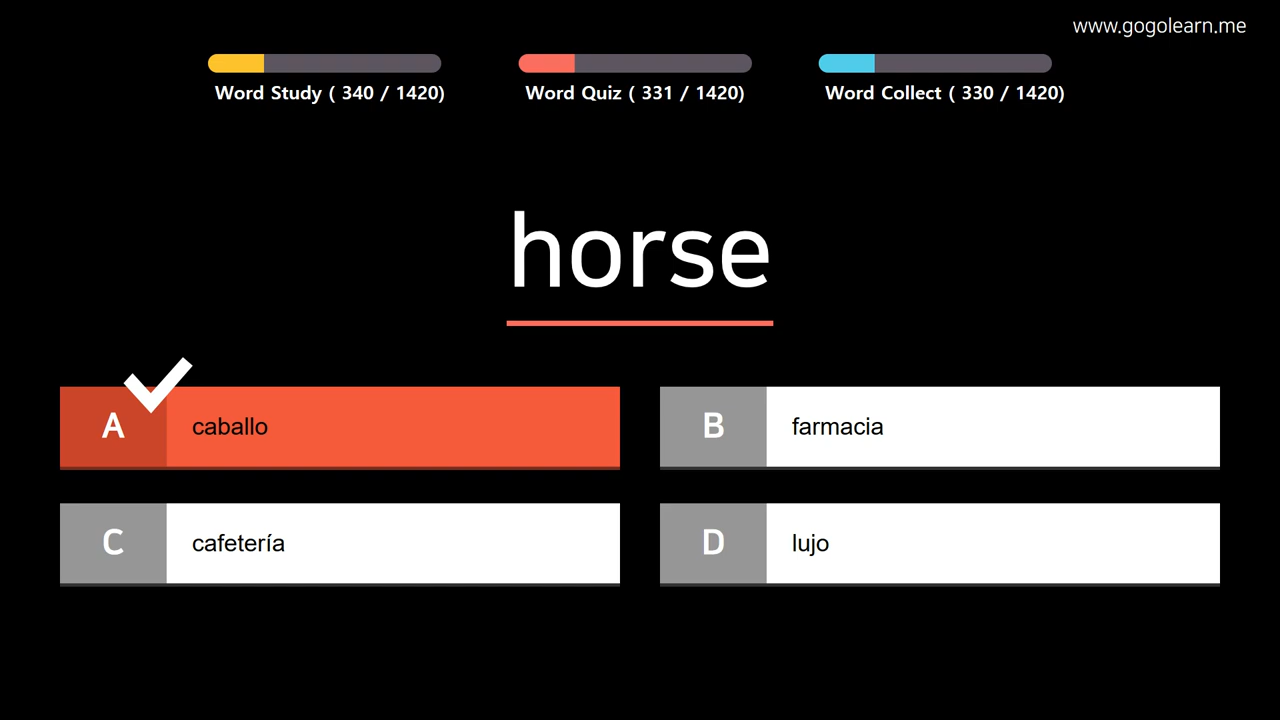 www.gogolearn.me
Word Study ( 340 / 1420)
Word Quiz ( 331 / 1420)
Word Collect ( 330 / 1420)
horse
A caballo
B farmacia
C cafetería
D lujo